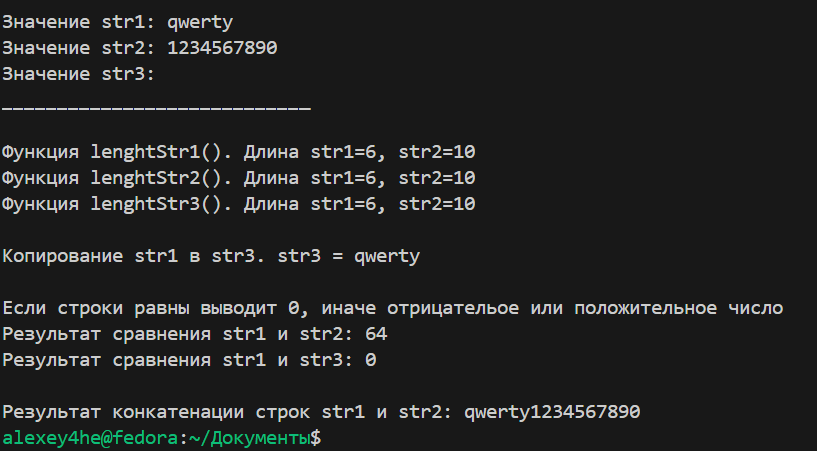 Значение str1: qwerty
Значение str2: 1234567890
Значение str3:
____________________________
Функция lenghtStr1(). Длина str1=6, str2=10
Функция lenghtStr2(). Длина str1=6, str2=10
Функция lenghtStr3(). Длина str1=6, str2=10
Копирование str1 в str3. str3 = qwerty
Если строки равны выводит 0, иначе отрицательое или положительное число
Результат сравнения str1 и str2: 64
Результат сравнения str1 и str3: 0
Результат конкатенации строк str1 и str2: qwerty1234567890
alexey4he@fedora:~/Документы$